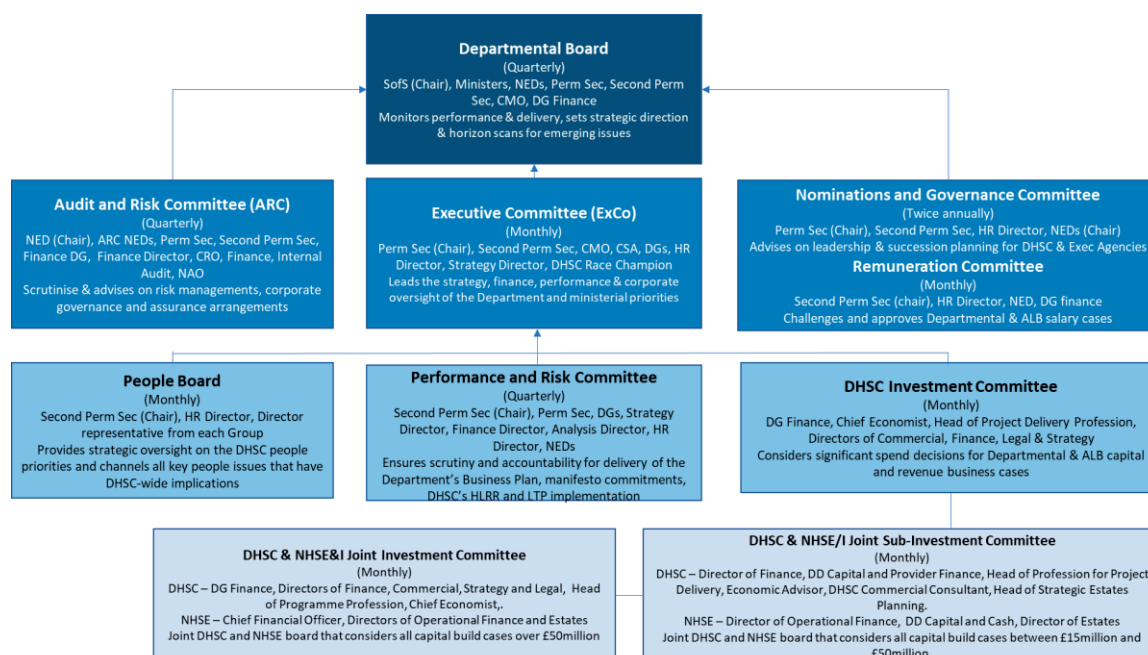 Departmental Board
(Quarterly)
SofS (Chair), Ministers, NEDs, Perm Sec, Second Perm
Sec, CMO, DG Finance
Monitors performance & delivery, sets strategic direction
& horizon scans for emerging issues
Audit and Risk Committee (ARC)
(Quarterly)
NED (Chair), ARC NEDs, Perm Sec, Second Perm Sec,
Finance DG, Finance Director, CRO, Finance, Internal
Audit, NAO
Scrutinise & advises on risk managements, corporate
governance and assurance arrangements
Executive Committee (ExCo)
(Monthly)
Perm Sec (Chair), Second Perm Sec, CMO, CSA, DGs, HR
Director, Strategy Director, DHSC Race Champion
Leads the strategy, finance, performance & corporate
oversight of the Department and ministerial priorities
Nominations and Governance Committee
(Twice annually)
Perm Sec (Chair), Second Perm Sec, HR Director, NEDs (Chair)
Advises on leadership & succession planning for DHSC & Exec Agencies
Remuneration Committee
(Monthly)
Second Perm Sec (chair), HR Director, NED, DG finance
Challenges and approves Departmental & ALB salary cases
People Board
(Monthly)
Second Perm Sec (Chair), HR Director, Director
representative from each Group
Provides strategic oversight on the DHSC people
priorities and channels all key people issues that have
DHSC-wide implications
Performance and Risk Committee
(Quarterly)
Second Perm Sec (Chair), Perm Sec, DGs, Strategy
Director, Finance Director, Analysis Director, HR
Director, NEDs
Ensures scrutiny and accountability for delivery of the
Department's Business Plan, manifesto commitments,
DHSC's HLRR and LTP implementation
DHSC Investment Committee
(Monthly)
DG Finance, Chief Economist, Head of Project Delivery Profession,
Directors of Commercial, Finance, Legal & Strategy
Considers significant spend decisions for Departmental & ALB capital
and revenue business cases
DHSC & NHSE&I Joint Investment Committee
(Monthly)
DHSC – DG Finance, Directors of Finance, Commercial, Strategy and Legal, Head
of Programme Profession, Chief Economist,.
NHSE – Chief Financial Officer, Directors of Operational Finance and Estates
Joint DHSC and NHSE board that considers all capital build cases over £50million
DHSC & NHSE/I Joint Sub-Investment Committee
(Monthly)
DHSC – Director of Finance, DD Capital and Provider Finance, Head of Profession for Project
Delivery, Economic Advisor, DHSC Commercial Consultant, Head of Strategic Estates
Planning.
NHSE – Director of Operational Finance, DD Capital and Cash, Director of Estates
Joint DHSC and NHSE board that considers all capital build cases between £15million and
£50million